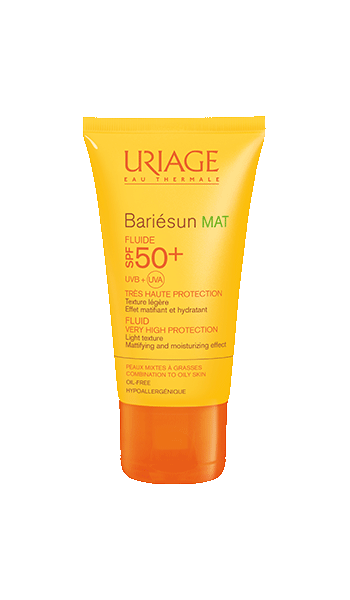 URIAGE
EAU THERMALE
Bariésun MAT
FLUIDE
SPF 50+
UVB + UVA
TRÈS HAUTE PROTECTION
Texture légère
Effet matifiant et hydratant
FLUID
VERY HIGH PROTECTION
Light texture
Mattifying and moisturizing effect
PEAUX MIXTES À GRASSES
COMBINATION TO OILY SKIN
OIL-FREE
HYPOALLERGÉNIQUE